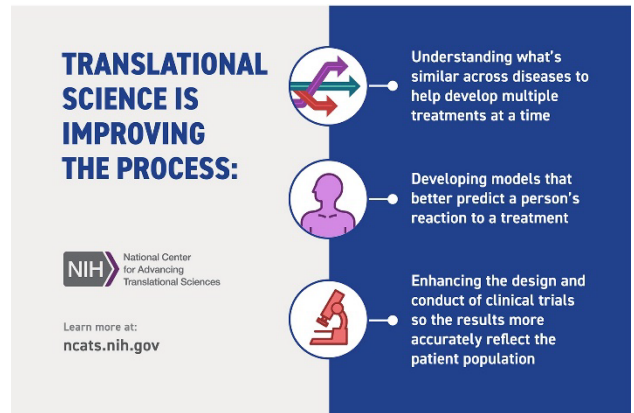 TRANSLATIONAL
SCIENCE IS
IMPROVING
THE PROCESS:
NIH
National Center
for Advancing
Translational Sciences
Learn more at:
ncats.nih.gov
Understanding what's
similar across diseases to
help develop multiple
treatments at a time
Developing models that
better predict a person's
reaction to a treatment
Enhancing the design and
conduct of clinical trials
so the results more
accurately reflect the
patient population